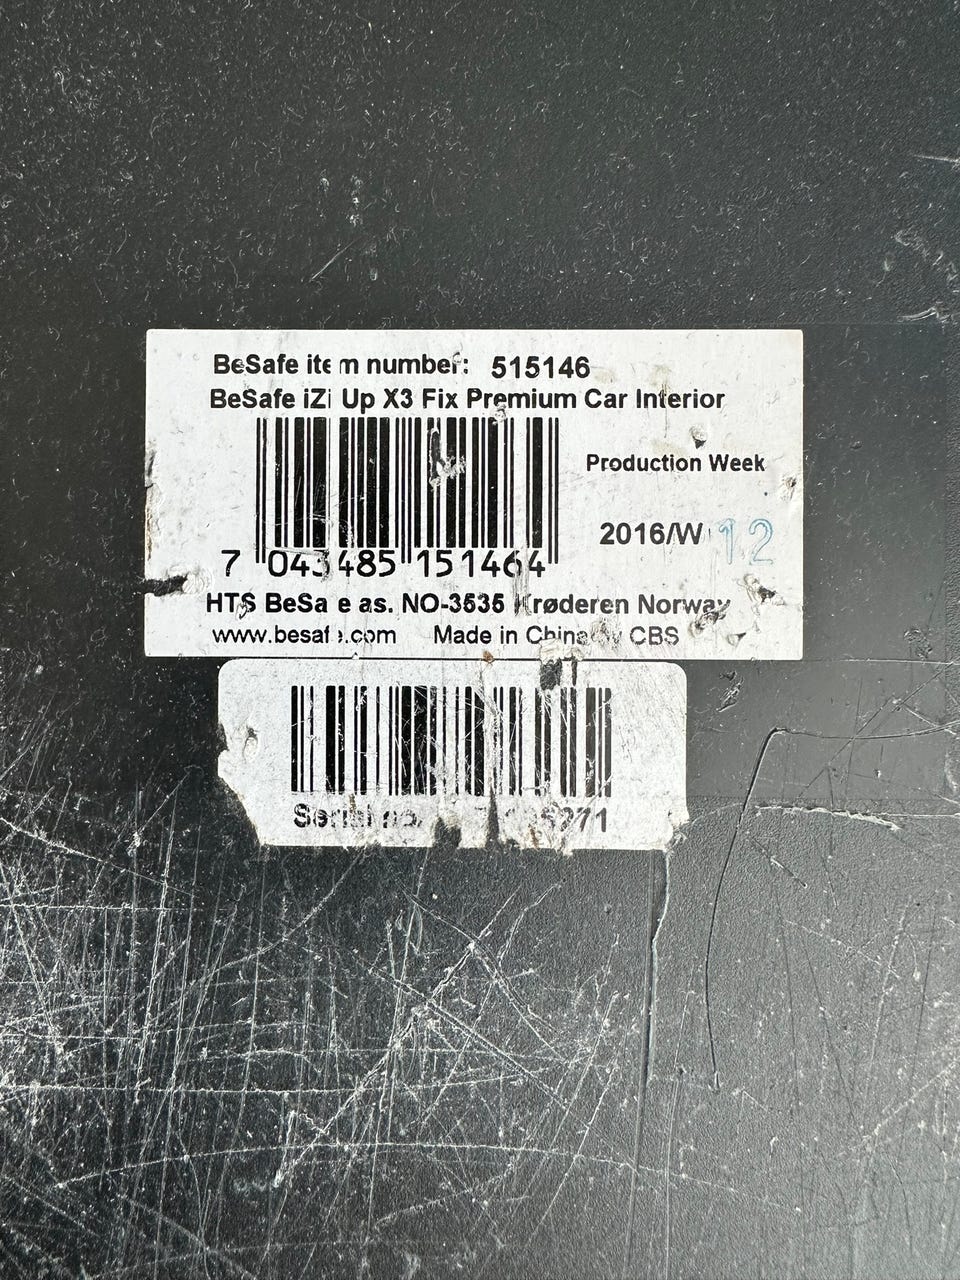 BeSafe item number: 515146
BeSafe iZi Up X3 Fix Premium Car Interior
Production Week
2016/W 12
7 043485 151464
HTS BeSafe as. NO-3535 Krøderen Norway
www.besafe.com Made in China by CBS
Serial no.